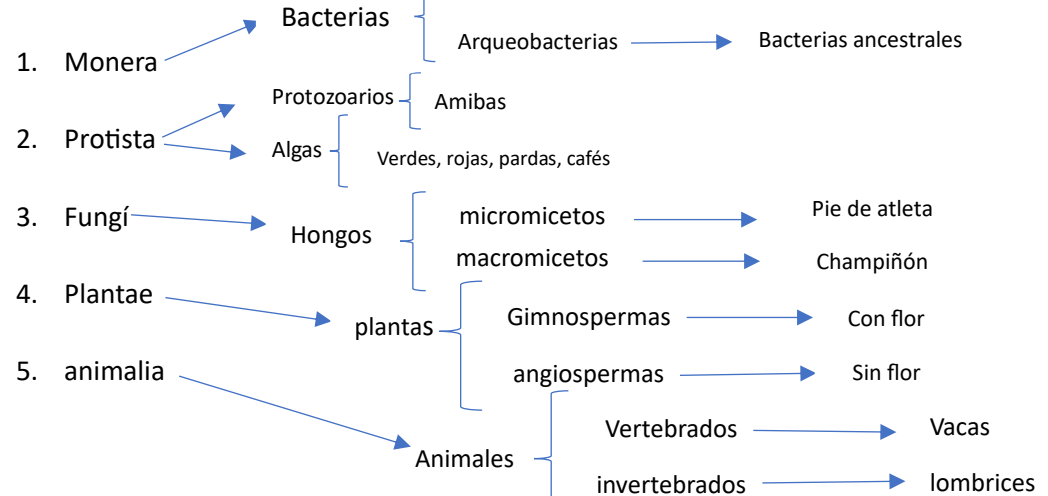 Bacterias
Arqueobacterias Bacterias ancestrales
1. Monera
Protozoarios Amibas
2. Protista
Algas Verdes, rojas, pardas, cafés
3. Fungí
Hongos
micromicetos Pie de atleta
macromicetos Champiñón
4. Plantae
plantas
Gimnospermas Con flor
angiospermas Sin flor
5. animalia
Animales
Vertebrados Vacas
invertebrados lombrices